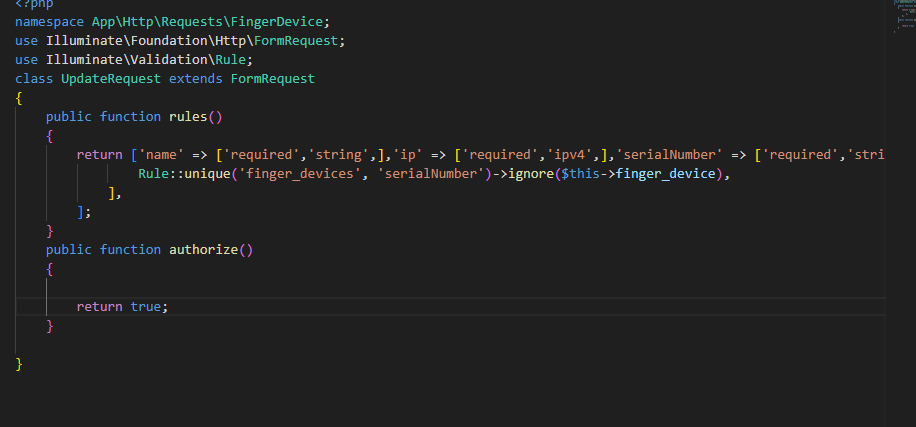 <?php
namespace App\Http\Requests\FingerDevice;
use Illuminate\Foundation\Http\FormRequest;
use Illuminate\Validation\Rule;
class UpdateRequest extends FormRequest
{
    public function rules()
    {
        return ['name' => ['required','string',],'ip' => ['required','ipv4',],'serialNumber' => ['required','stri
                Rule::unique('finger_devices', 'serialNumber')->ignore($this->finger_device),
            ],
        ];
    }
    public function authorize()
    {
        return true;
    }
}